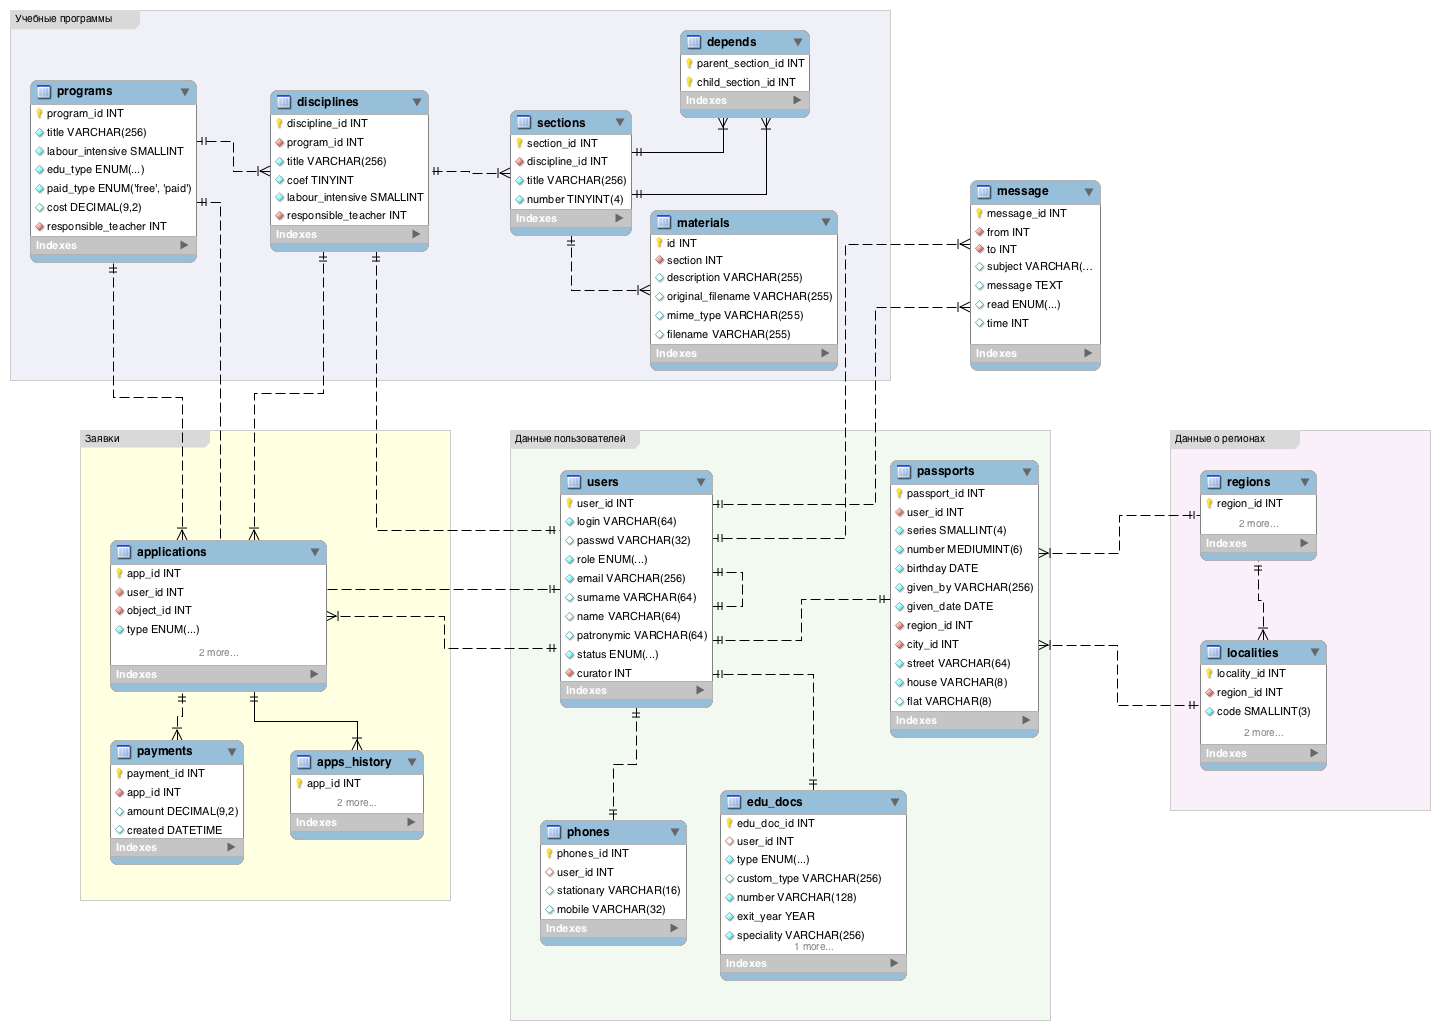 Учебные программы
programs
program_id INT
title VARCHAR(256)
labour_intensive SMALLINT
edu_type ENUM(...)
paid_type ENUM('free', 'paid')
cost DECIMAL(9,2)
responsible_teacher INT
Indexes
disciplines
discipline_id INT
program_id INT
title VARCHAR(256)
coef TINYINT
labour_intensive SMALLINT
responsible_teacher INT
Indexes
sections
section_id INT
discipline_id INT
title VARCHAR(256)
number TINYINT(4)
Indexes
depends
parent_section_id INT
child_section_id INT
Indexes
materials
id INT
section INT
description VARCHAR(255)
original_filename VARCHAR(255)
mime_type VARCHAR(255)
filename VARCHAR(255)
Indexes
message
message_id INT
from INT
to INT
subject VARCHAR(...
message TEXT
read ENUM(...)
time INT
Indexes
Заявки
applications
app_id INT
user_id INT
object_id INT
type ENUM(...)
2 more...
Indexes
payments
payment_id INT
app_id INT
amount DECIMAL(9,2)
created DATETIME
Indexes
apps_history
app_id INT
2 more...
Indexes
Данные пользователей
users
user_id INT
login VARCHAR(64)
passwd VARCHAR(32)
role ENUM(...)
email VARCHAR(256)
surname VARCHAR(64)
name VARCHAR(64)
patronymic VARCHAR(64)
status ENUM(...)
curator INT
Indexes
passports
passport_id INT
user_id INT
series SMALLINT(4)
number MEDIUMINT(6)
birthday DATE
given_by VARCHAR(256)
given_date DATE
region_id INT
city_id INT
street VARCHAR(64)
house VARCHAR(8)
flat VARCHAR(8)
Indexes
phones
phones_id INT
user_id INT
stationary VARCHAR(16)
mobile VARCHAR(32)
Indexes
edu_docs
edu_doc_id INT
user_id INT
type ENUM(...)
custom_type VARCHAR(256)
number VARCHAR(128)
exit_year YEAR
speciality VARCHAR(256)
1 more...
Indexes
Данные о регионах
regions
region_id INT
2 more...
Indexes
localities
locality_id INT
region_id INT
code SMALLINT(3)
2 more...
Indexes